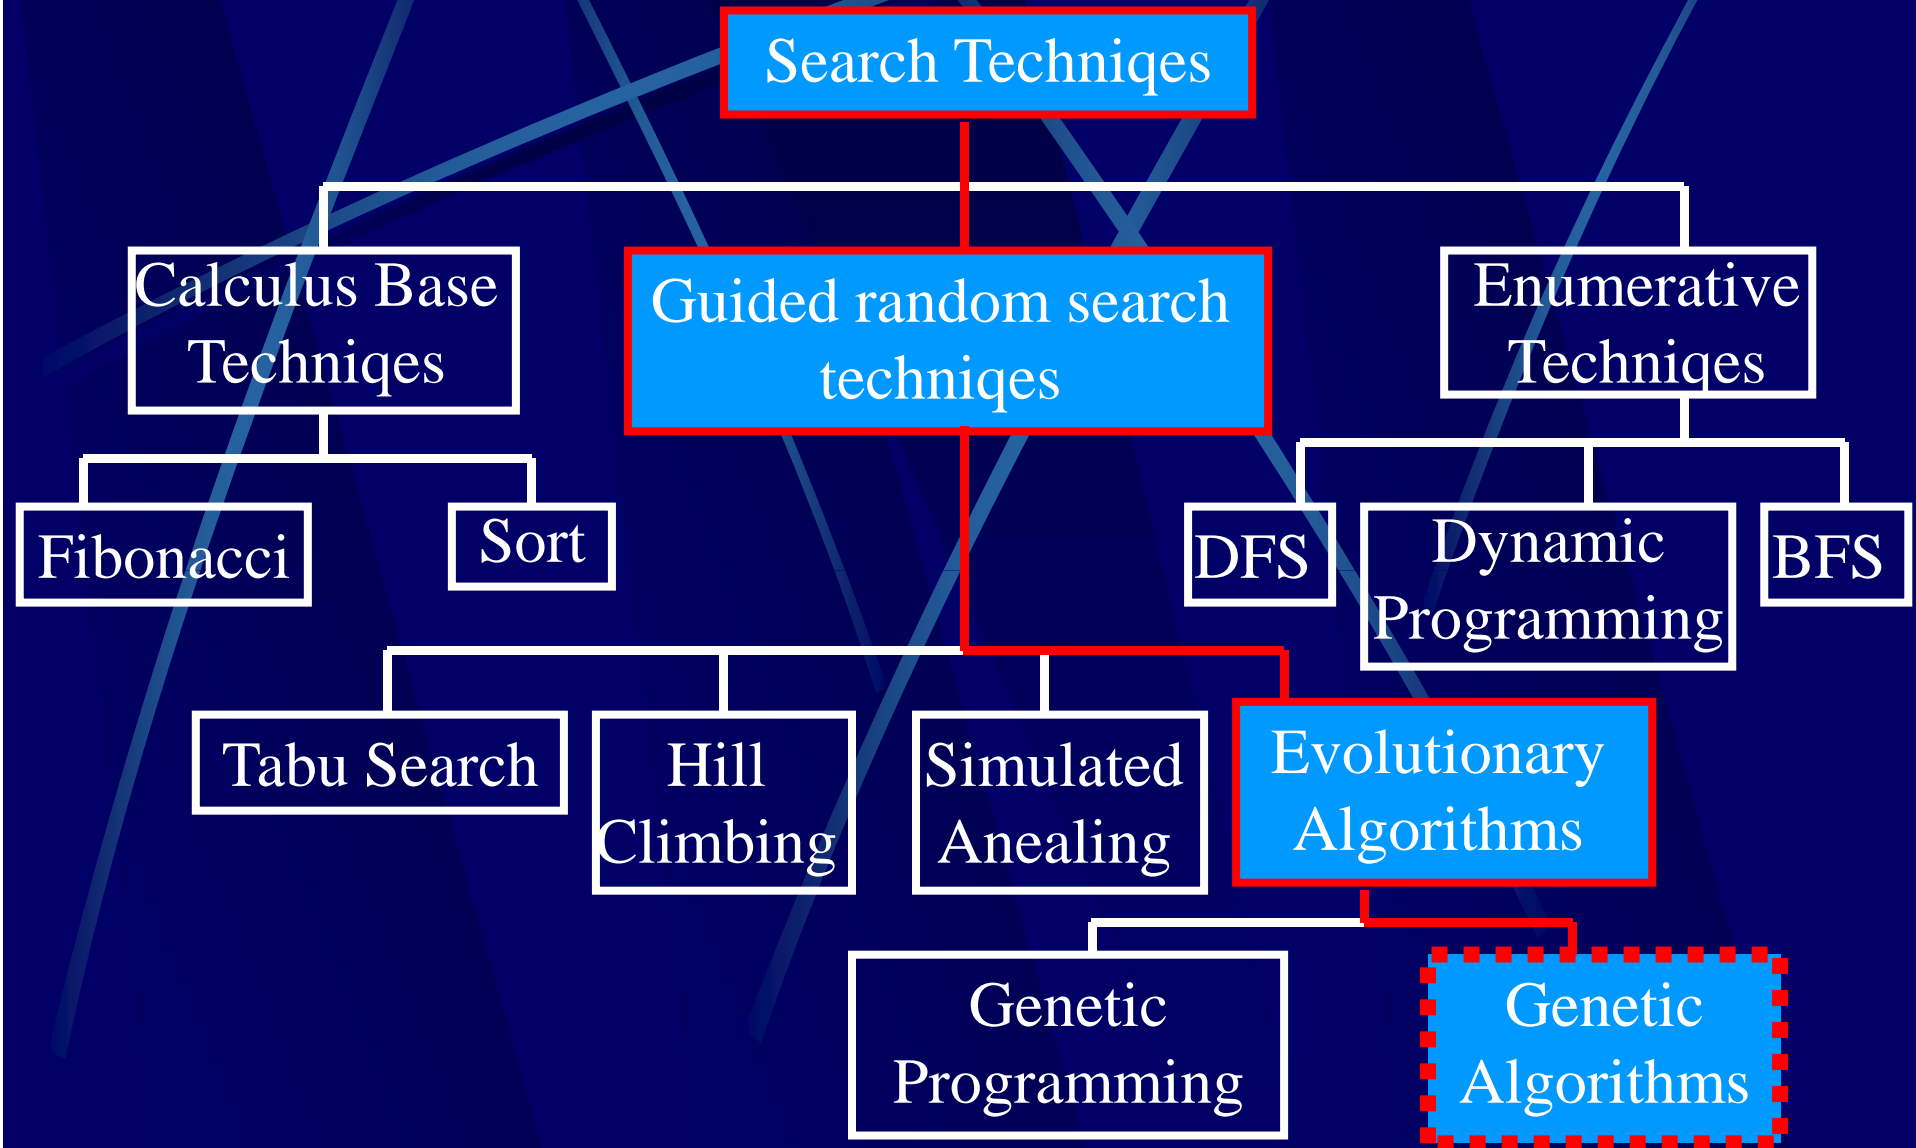 Search Techniqes
Calculus Base
Techniqes
Guided random search
techniqes
Enumerative
Techniqes
Fibonacci
Sort
DFS
Dynamic
Programming
BFS
Tabu Search
Hill
Climbing
Simulated
Anealing
Evolutionary
Algorithms
Genetic
Programming
Genetic
Algorithms